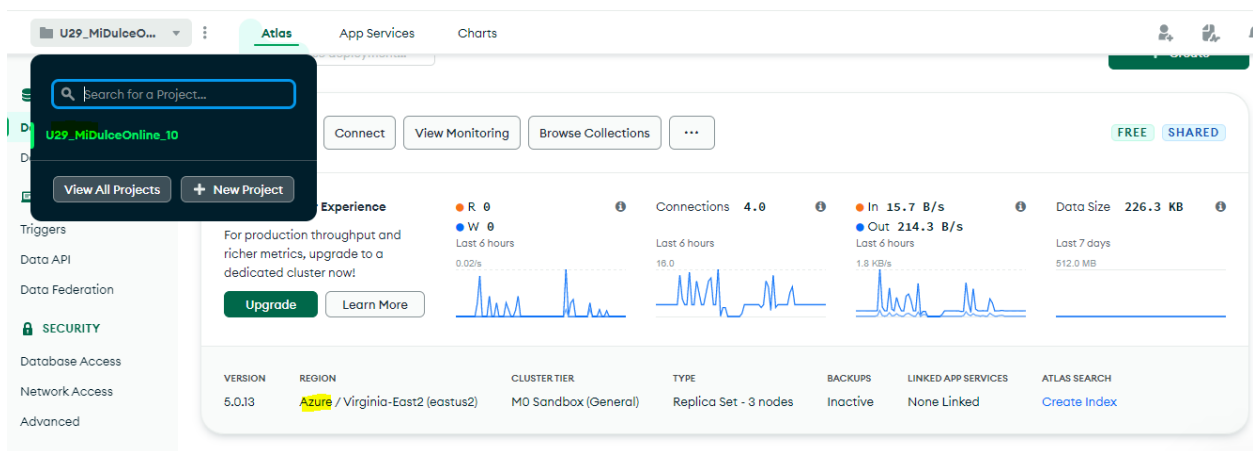 U29_MiDulceO...
Atlas
App Services
Charts
Search for a Project...
U29_MiDulceOnline_10
View All Projects
+ New Project
Triggers
Data API
Data Federation
SECURITY
Database Access
Network Access
Advanced
+ Create
Connect
View Monitoring
Browse Collections
...
FREE
SHARED
Experience
For production throughput and
richer metrics, upgrade to a
dedicated cluster now!
Upgrade
Learn More
R 0
W 0
Last 6 hours
0.02/s
Connections 4.0
Last 6 hours
16.0
In 15.7 B/s
Out 214.3 B/s
Last 6 hours
1.8 KB/s
Data Size 226.3 KB
Last 7 days
512.0 MB
VERSION
5.0.13
REGION
Azure / Virginia-East2 (eastus2)
CLUSTER TIER
M0 Sandbox (General)
TYPE
Replica Set - 3 nodes
BACKUPS
Inactive
LINKED APP SERVICES
None Linked
ATLAS SEARCH
Create Index